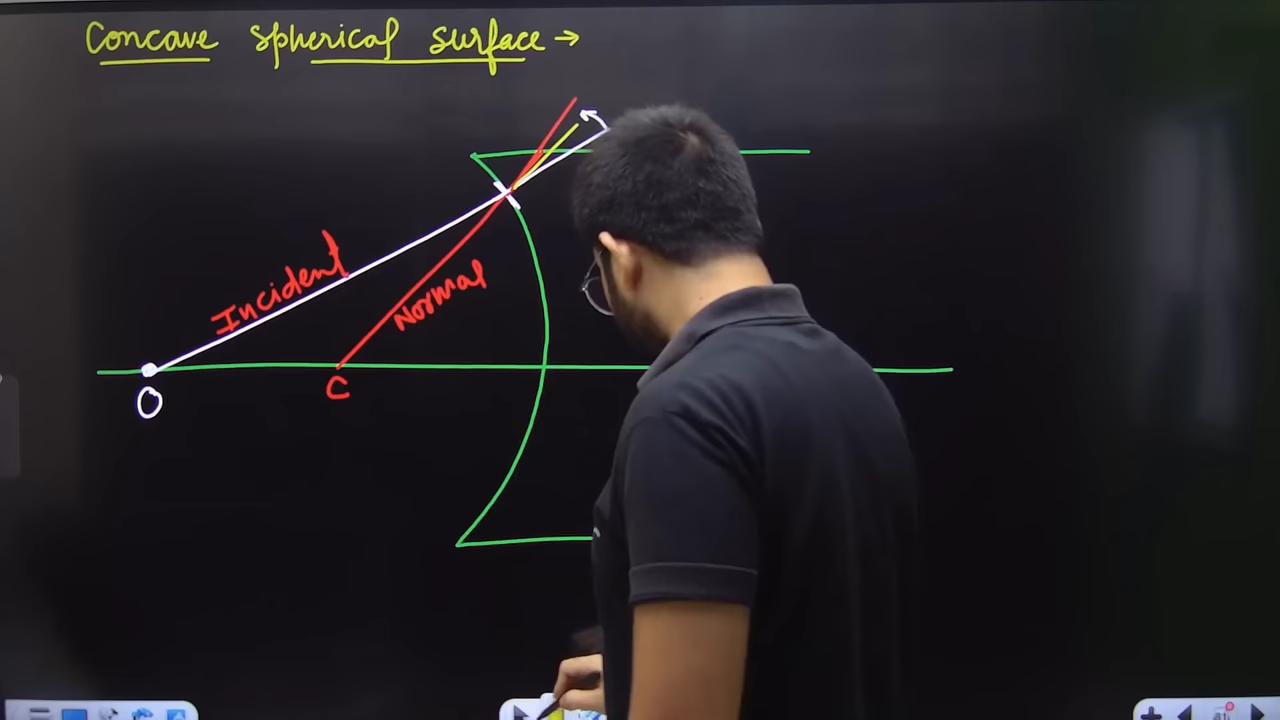 Concave spherical surface →
Incident
Normal
C
O